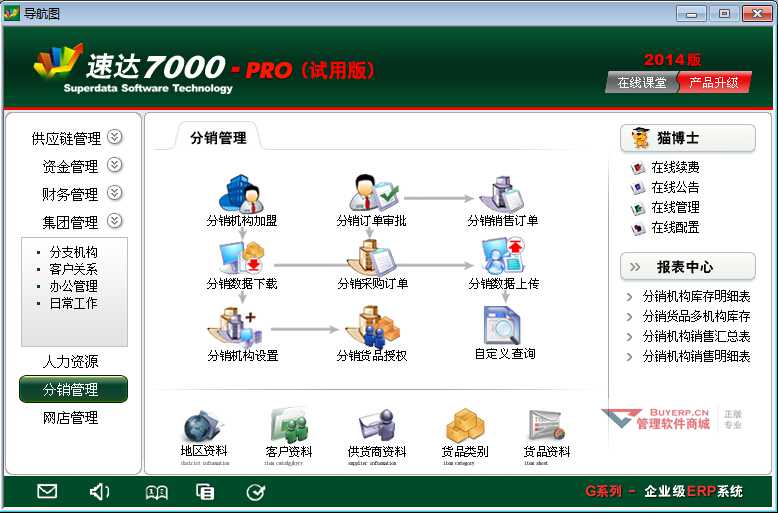 导航图
速达7000-PRO（试用版）
Superdata Software Technology
2014版
在线课堂 产品升级
供应链管理
资金管理
财务管理
集团管理
分支机构
客户关系
办公管理
日常工作
人力资源
分销管理
网店管理
分销管理
分销机构加盟 分销订单审批 分销销售订单
分销数据下载 分销采购订单 分销数据上传
分销机构设置 分销货品授权 自定义查询
地区资料 客户资料 供货商资料 货品类别 货品资料
district infomation supplier information item category item sheet
猫博士
在线续费
在线公告
在线管理
在线配置
报表中心
分销机构库存明细表
分销货品多机构库存
分销机构销售汇总表
分销机构销售明细表
BUYERP.CN 正版
管理软件商城 专业
G系列 - 企业级ERP系统